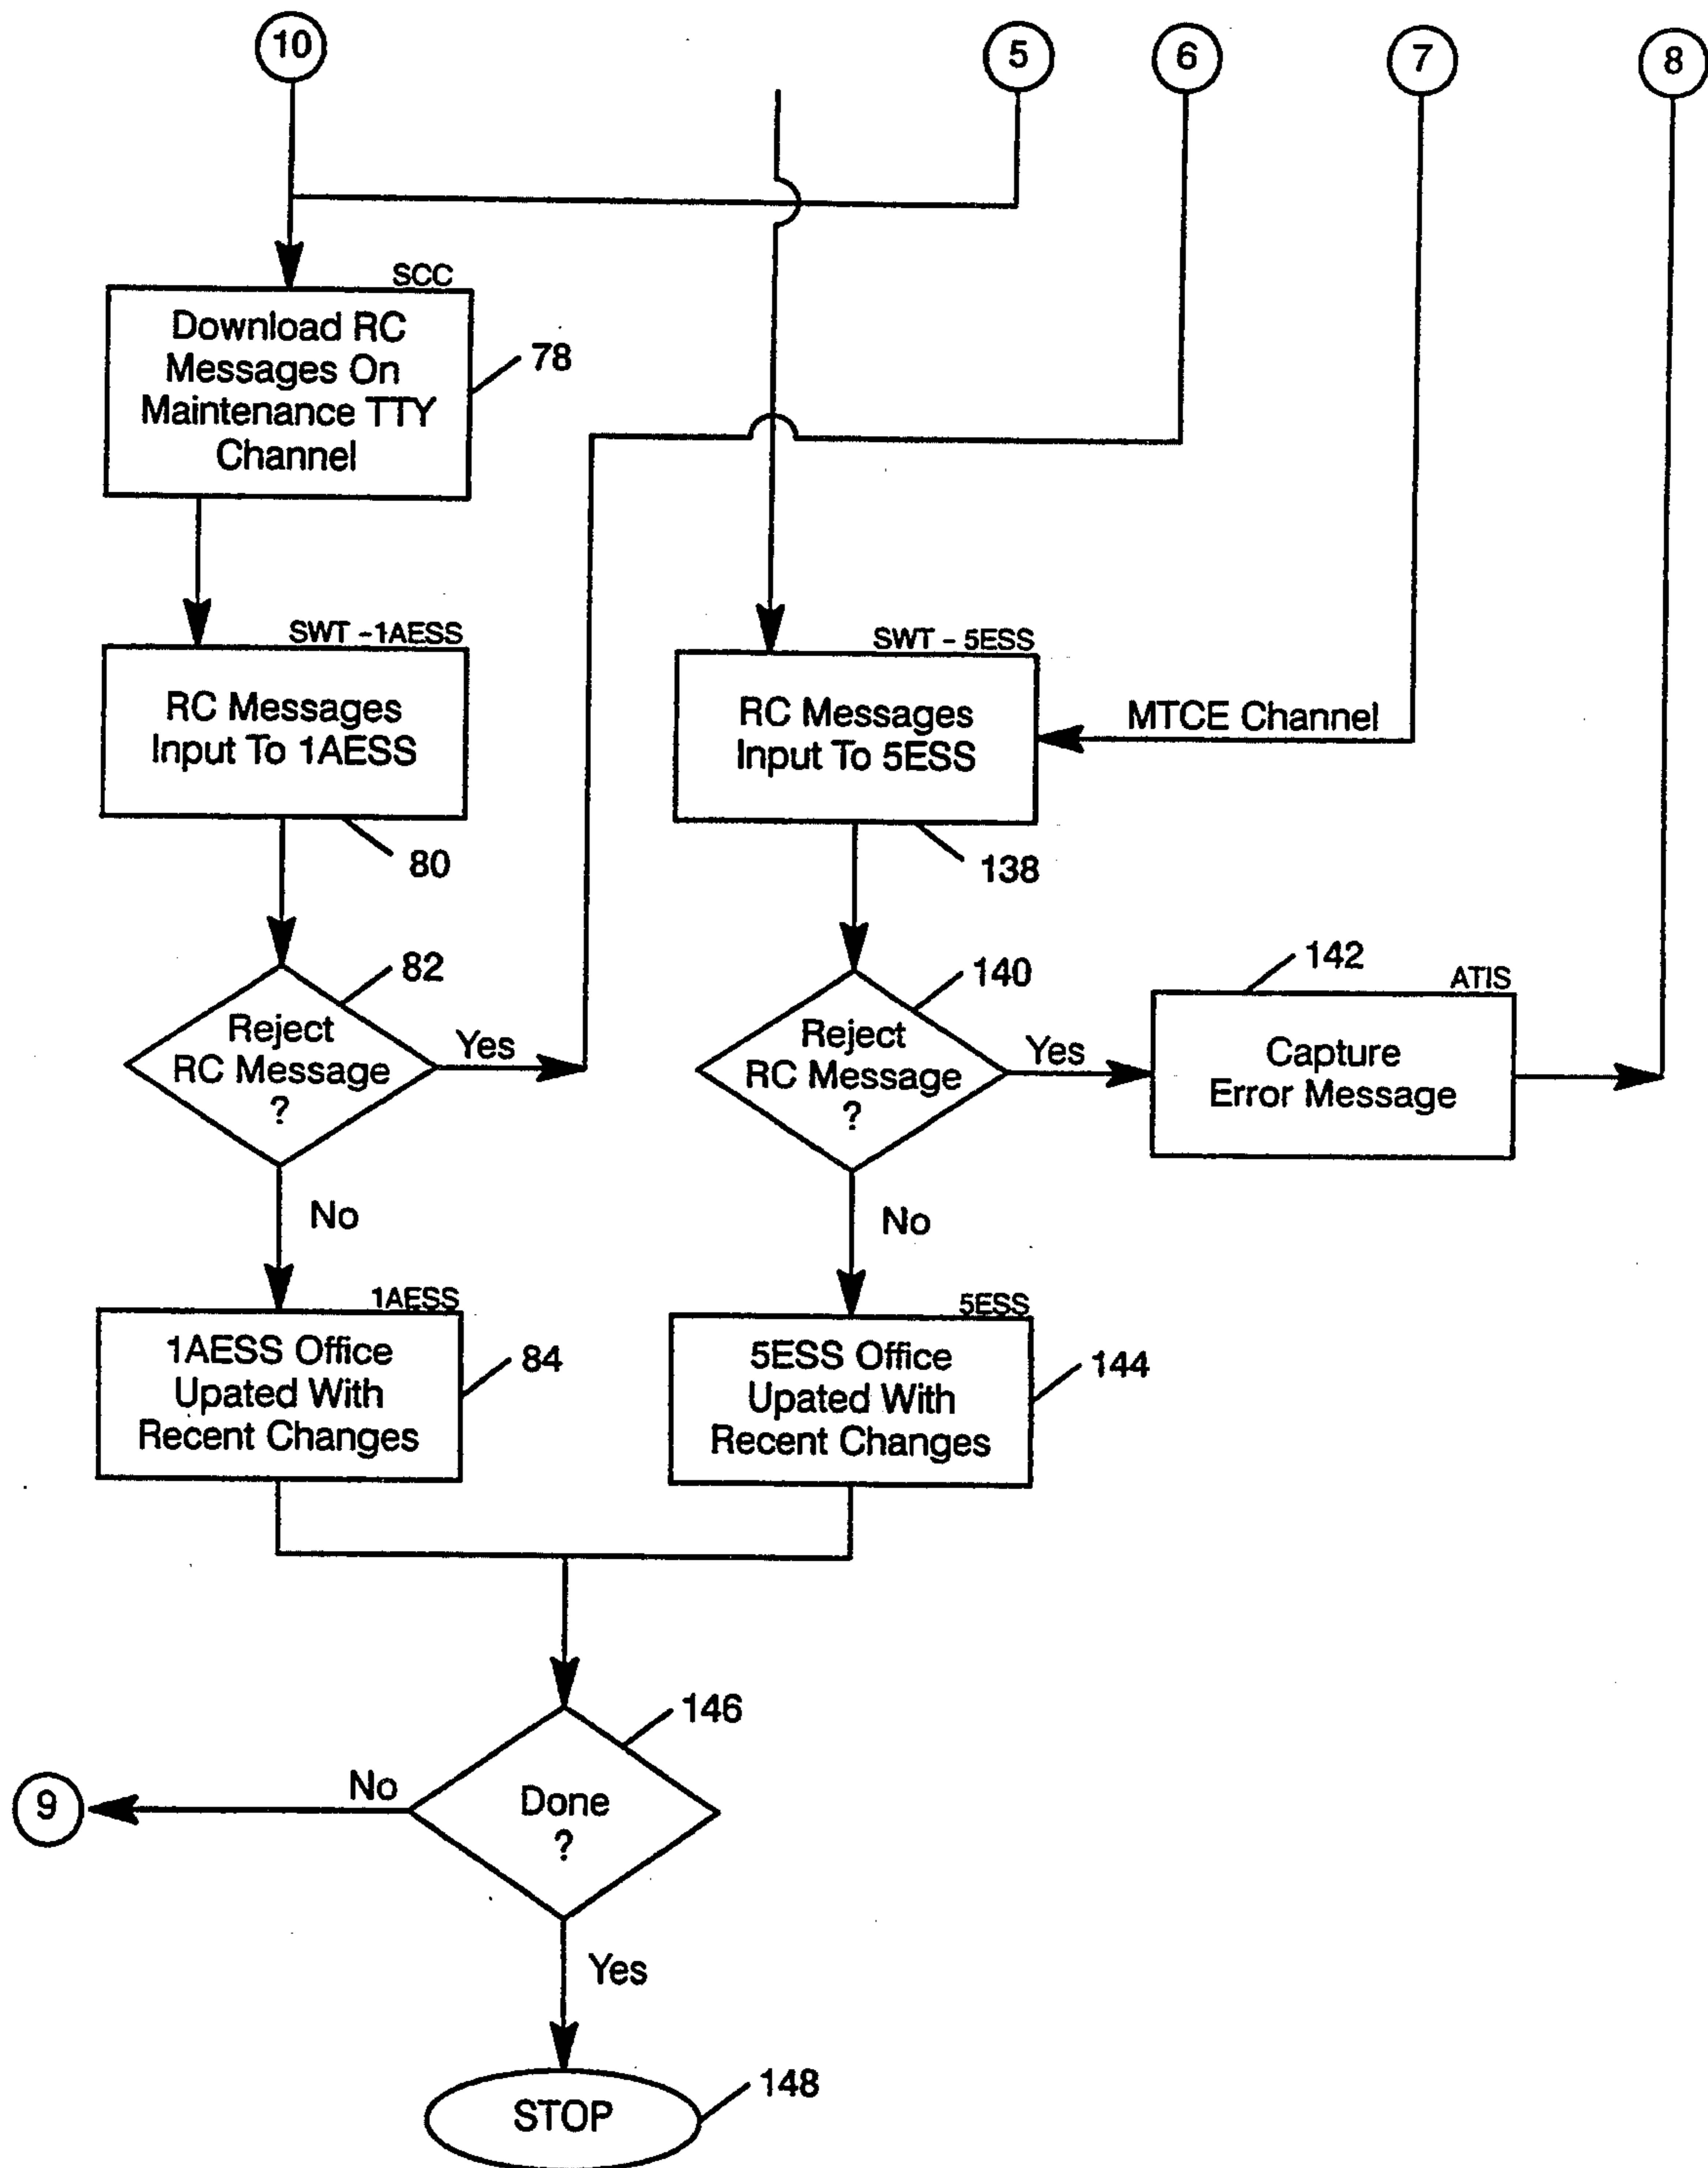 10
5
6
7
8
SCC
Download RC
Messages On
Maintenance TTY
Channel
78
SWT -1AESS
RC Messages
Input To 1AESS
80
SWT - 5ESS
RC Messages
Input To 5ESS
138
MTCE Channel
82
Reject
RC Message
?
Yes
No
140
Reject
RC Message
?
Yes
No
142
ATIS
Capture
Error Message
1AESS
1AESS Office
Upated With
Recent Changes
84
5ESS
5ESS Office
Upated With
Recent Changes
144
146
Done
?
No
9
Yes
STOP
148